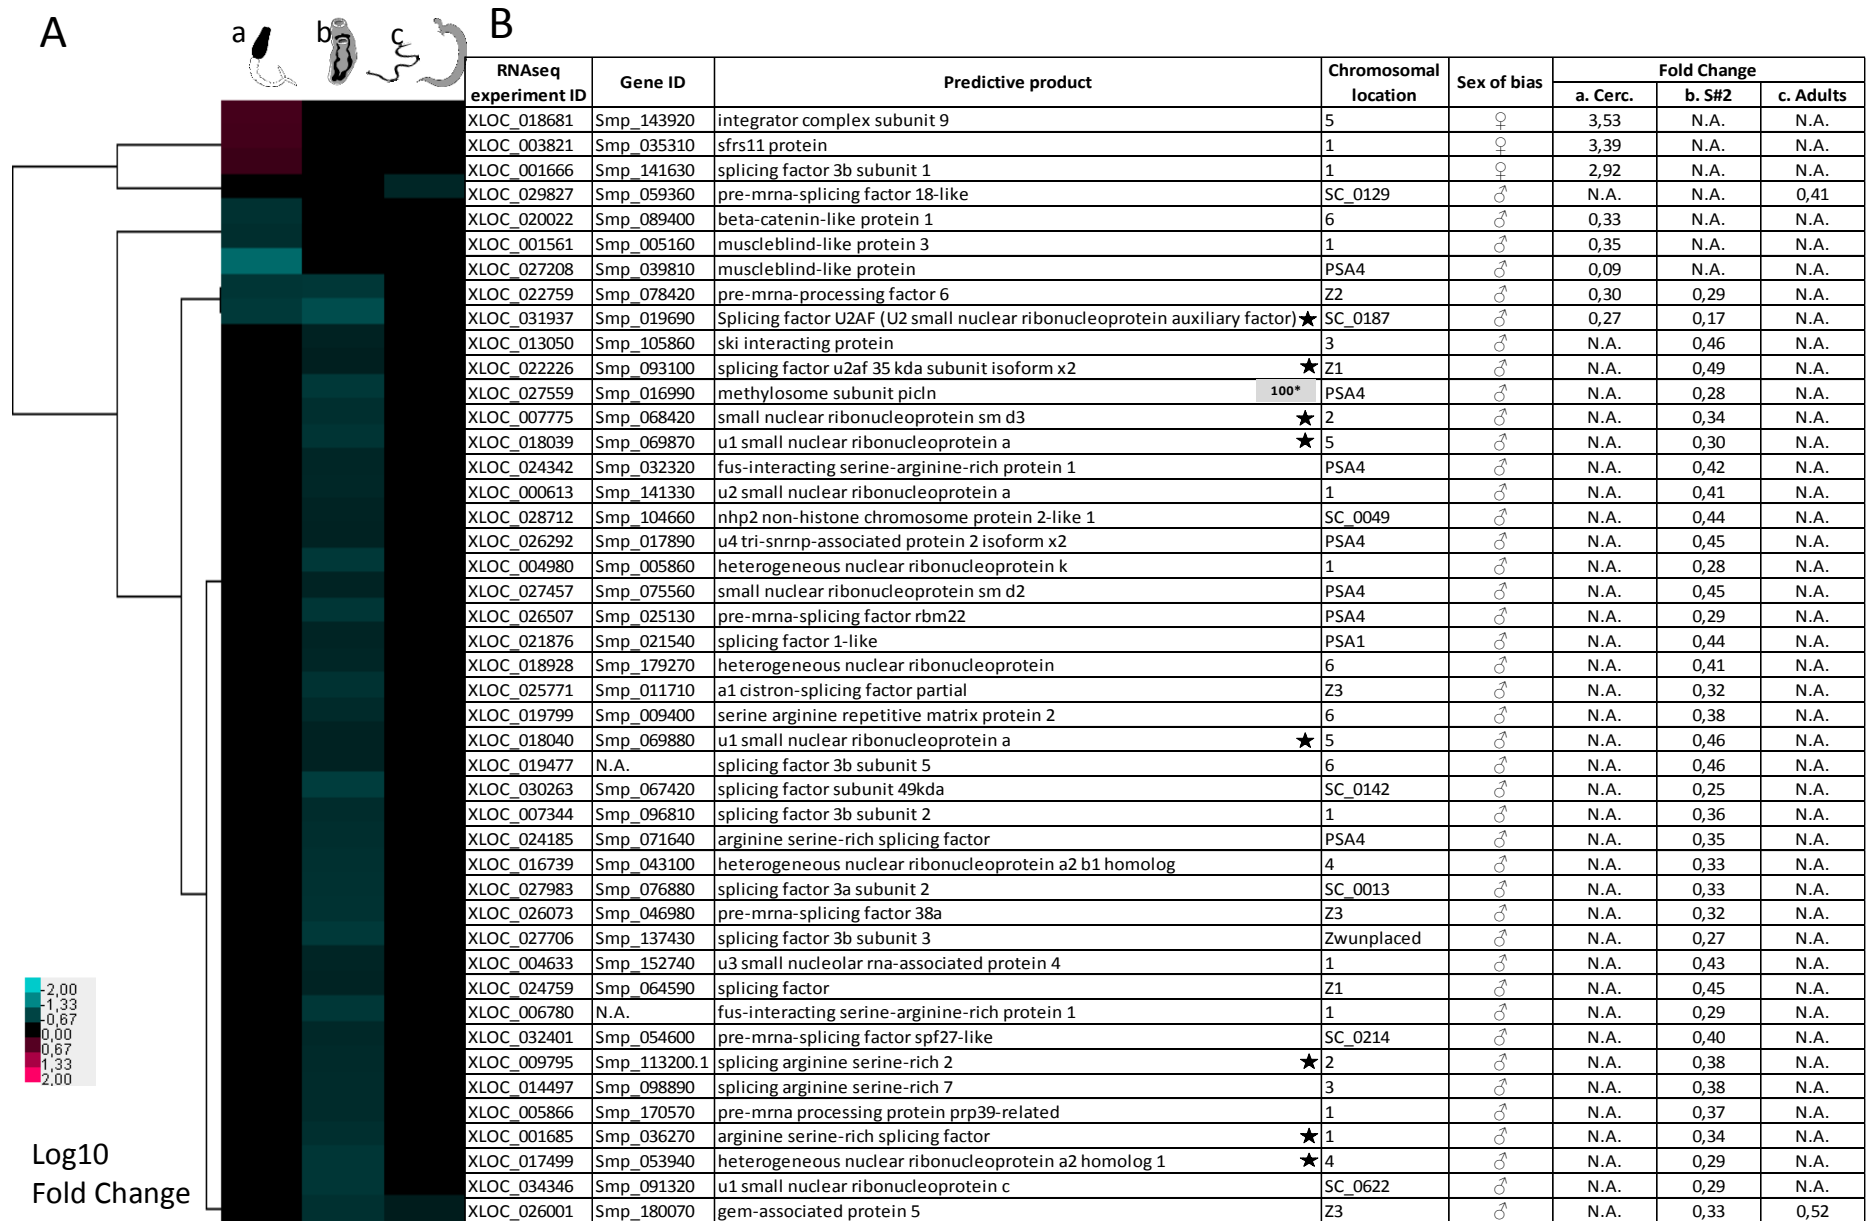 A
a
b
c
B
RNAseq experiment ID Gene ID Predictive product Chromosomal location Sex of bias Fold Change
a. Cerc. b. S#2 c. Adults
XLOC_018681 Smp_143920 integrator complex subunit 9 5 ♀ 3,53 N.A. N.A.
XLOC_003821 Smp_035310 sfrs11 protein 1 ♀ 3,39 N.A. N.A.
XLOC_001666 Smp_141630 splicing factor 3b subunit 1 1 ♀ 2,92 N.A. N.A.
XLOC_029827 Smp_059360 pre-mrna-splicing factor 18-like SC_0129 ♂ N.A. N.A. 0,41
XLOC_020022 Smp_089400 beta-catenin-like protein 1 6 ♂ 0,33 N.A. N.A.
XLOC_001561 Smp_005160 muscleblind-like protein 3 1 ♂ 0,35 N.A. N.A.
XLOC_027208 Smp_039810 muscleblind-like protein PSA4 ♂ 0,09 N.A. N.A.
XLOC_022759 Smp_078420 pre-mrna-processing factor 6 Z2 ♂ 0,30 0,29 N.A.
XLOC_031937 Smp_019690 Splicing factor U2AF (U2 small nuclear ribonucleoprotein auxiliary factor) ★ SC_0187 ♂ 0,27 0,17 N.A.
XLOC_013050 Smp_105860 ski interacting protein 3 ♂ N.A. 0,46 N.A.
XLOC_022226 Smp_093100 splicing factor u2af 35 kda subunit isoform x2 ★ Z1 ♂ N.A. 0,49 N.A.
XLOC_027559 Smp_016990 methylosome subunit picln 100* PSA4 ♂ N.A. 0,28 N.A.
XLOC_007775 Smp_068420 small nuclear ribonucleoprotein sm d3 ★ 2 ♂ N.A. 0,34 N.A.
XLOC_018039 Smp_069870 u1 small nuclear ribonucleoprotein a ★ 5 ♂ N.A. 0,30 N.A.
XLOC_024342 Smp_032320 fus-interacting serine-arginine-rich protein 1 PSA4 ♂ N.A. 0,42 N.A.
XLOC_000613 Smp_141330 u2 small nuclear ribonucleoprotein a 1 ♂ N.A. 0,41 N.A.
XLOC_028712 Smp_104660 nhp2 non-histone chromosome protein 2-like 1 SC_0049 ♂ N.A. 0,44 N.A.
XLOC_026292 Smp_017890 u4 tri-snrnp-associated protein 2 isoform x2 PSA4 ♂ N.A. 0,45 N.A.
XLOC_004980 Smp_005860 heterogeneous nuclear ribonucleoprotein k 1 ♂ N.A. 0,28 N.A.
XLOC_027457 Smp_075560 small nuclear ribonucleoprotein sm d2 PSA4 ♂ N.A. 0,45 N.A.
XLOC_026507 Smp_025130 pre-mrna-splicing factor rbm22 PSA4 ♂ N.A. 0,29 N.A.
XLOC_021876 Smp_021540 splicing factor 1-like PSA1 ♂ N.A. 0,44 N.A.
XLOC_018928 Smp_179270 heterogeneous nuclear ribonucleoprotein 6 ♂ N.A. 0,41 N.A.
XLOC_025771 Smp_011710 a1 cistron-splicing factor partial Z3 ♂ N.A. 0,32 N.A.
XLOC_019799 Smp_009400 serine arginine repetitive matrix protein 2 6 ♂ N.A. 0,38 N.A.
XLOC_018040 Smp_069880 u1 small nuclear ribonucleoprotein a ★ 5 ♂ N.A. 0,46 N.A.
XLOC_019477 N.A. splicing factor 3b subunit 5 6 ♂ N.A. 0,46 N.A.
XLOC_030263 Smp_067420 splicing factor subunit 49kda SC_0142 ♂ N.A. 0,25 N.A.
XLOC_007344 Smp_096810 splicing factor 3b subunit 2 1 ♂ N.A. 0,36 N.A.
XLOC_024185 Smp_071640 arginine serine-rich splicing factor PSA4 ♂ N.A. 0,35 N.A.
XLOC_016739 Smp_043100 heterogeneous nuclear ribonucleoprotein a2 b1 homolog 4 ♂ N.A. 0,33 N.A.
XLOC_027983 Smp_076880 splicing factor 3a subunit 2 SC_0013 ♂ N.A. 0,33 N.A.
XLOC_026073 Smp_046980 pre-mrna-splicing factor 38a Z3 ♂ N.A. 0,32 N.A.
XLOC_027706 Smp_137430 splicing factor 3b subunit 3 Zwunplaced ♂ N.A. 0,27 N.A.
XLOC_004633 Smp_152740 u3 small nucleolar rna-associated protein 4 1 ♂ N.A. 0,43 N.A.
XLOC_024759 Smp_064590 splicing factor Z1 ♂ N.A. 0,45 N.A.
XLOC_006780 N.A. fus-interacting serine-arginine-rich protein 1 1 ♂ N.A. 0,29 N.A.
XLOC_032401 Smp_054600 pre-mrna-splicing factor spf27-like SC_0214 ♂ N.A. 0,40 N.A.
XLOC_009795 Smp_113200.1 splicing arginine serine-rich 2 ★ 2 ♂ N.A. 0,38 N.A.
XLOC_014497 Smp_098890 splicing arginine serine-rich 7 3 ♂ N.A. 0,38 N.A.
XLOC_005866 Smp_170570 pre-mrna processing protein prp39-related 1 ♂ N.A. 0,37 N.A.
XLOC_001685 Smp_036270 arginine serine-rich splicing factor ★ 1 ♂ N.A. 0,34 N.A.
XLOC_017499 Smp_053940 heterogeneous nuclear ribonucleoprotein a2 homolog 1 ★ 4 ♂ N.A. 0,29 N.A.
XLOC_034346 Smp_091320 u1 small nuclear ribonucleoprotein c SC_0622 ♂ N.A. 0,29 N.A.
XLOC_026001 Smp_180070 gem-associated protein 5 Z3 ♂ N.A. 0,33 0,52
-2,00
-1,33
-0,67
0,00
0,67
1,33
2,00
Log10
Fold Change